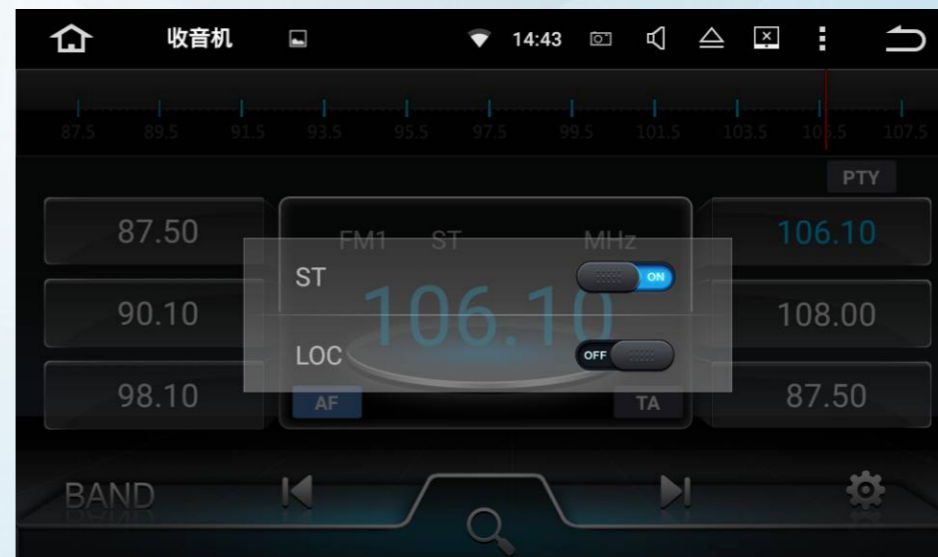 收音机 14:43
87.5 89.5 91.5 93.5 95.5 97.5 99.5 101.5 103.5 105.5 107.5
PTY
87.50 FM1 ST MHz 106.10
ST ON
90.10 106.10 108.00
LOC OFF
98.10 AF TA 87.50
BAND